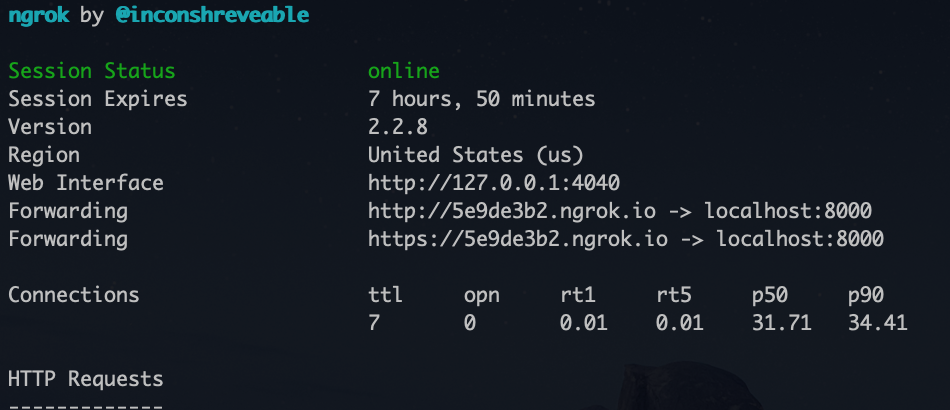 ngrok by @inconshreveable
Session Status online
Session Expires 7 hours, 50 minutes
Version 2.2.8
Region United States (us)
Web Interface http://127.0.0.1:4040
Forwarding http://5e9de3b2.ngrok.io -> localhost:8000
Forwarding https://5e9de3b2.ngrok.io -> localhost:8000
Connections ttl opn rt1 rt5 p50 p90
7 0 0.01 0.01 31.71 34.41
HTTP Requests
-------------